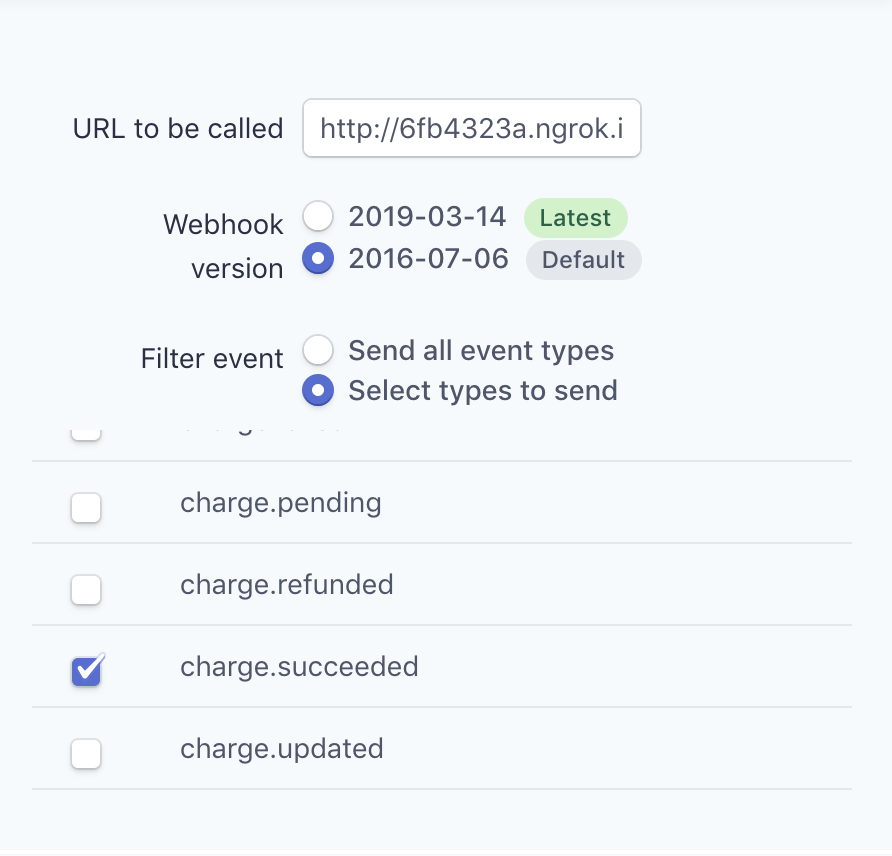 URL to be called http://6fb4323a.ngrok.i
Webhook version
2019-03-14 Latest
2016-07-06 Default
Filter event
Send all event types
Select types to send
charge.pending
charge.refunded
charge.succeeded
charge.updated